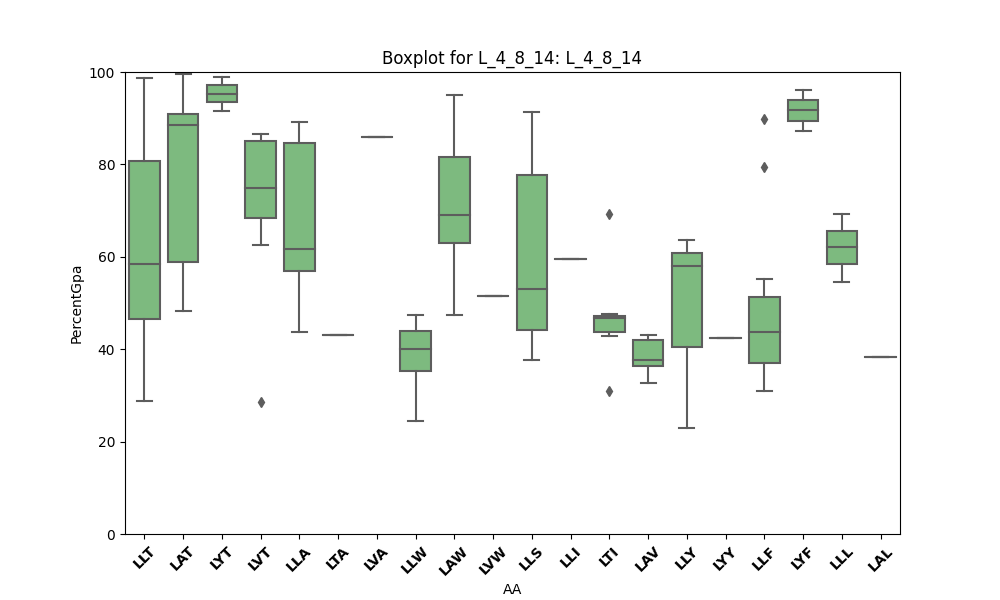 Boxplot for L_4_8_14: L_4_8_14
100
80
60
40
20
0
PercentGpa
LLT LAT LYT LVT LLA LTA LVA LLW LAW LVW LLS LLI LTI LAV LLY LYY LLF LYF LLL LAL
AA